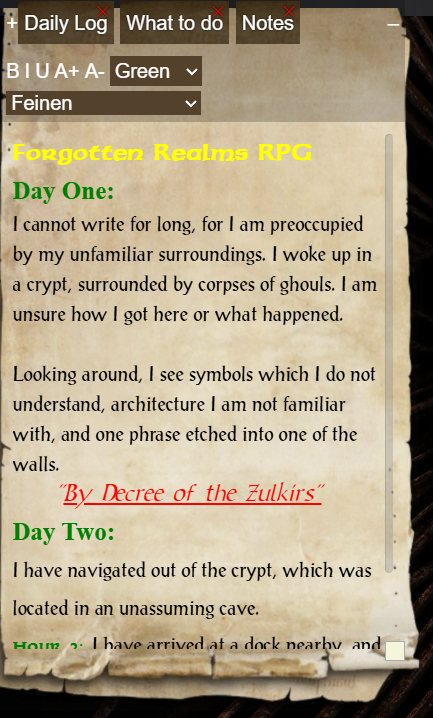 + Daily Log x What to do x Notes x –
B I U A+ A- Green
Feinen
Forgotten Realms RPG
Day One:
I cannot write for long, for I am preoccupied
by my unfamiliar surroundings. I woke up in
a crypt, surrounded by corpses of ghouls. I am
unsure how I got here or what happened.
Looking around, I see symbols which I do not
understand, architecture I am not familiar
with, and one phrase etched into one of the
walls.
"By Decree of the Zulkirs"
Day Two:
I have navigated out of the crypt, which was
located in an unassuming cave.
Hour 2: I have arrived at a dock nearby, and